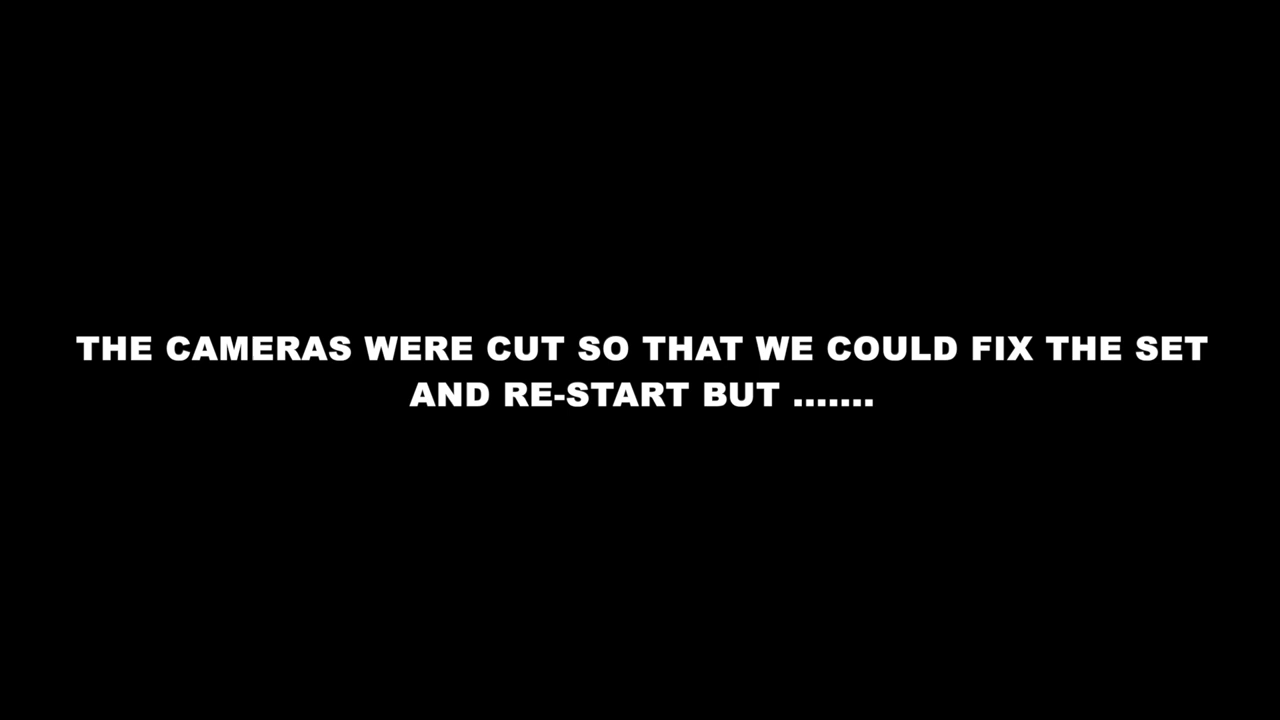 THE CAMERAS WERE CUT SO THAT WE COULD FIX THE SET
AND RE-START BUT .......